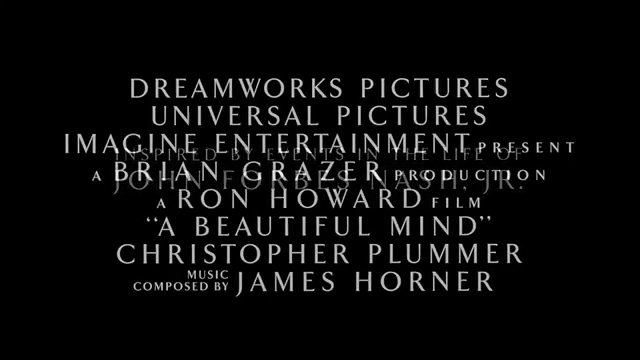 DREAMWORKS PICTURES
UNIVERSAL PICTURES
IMAGINE ENTERTAINMENT PRESENT
INSPIRED BY EVENTS IN THE LIFE OF
A BRIAN GRAZER PRODUCTION
JOHN FORBES NASH, JR.
A RON HOWARD FILM
“A BEAUTIFUL MIND”
CHRISTOPHER PLUMMER
MUSIC
COMPOSED BY JAMES HORNER